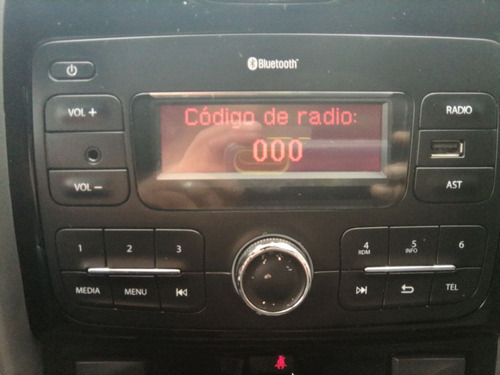 Bluetooth
VOL +
Código de radio:
RADIO
000
VOL −
AST
1
2
3
4
RDM
5
INFO
6
MEDIA
MENU
TEL